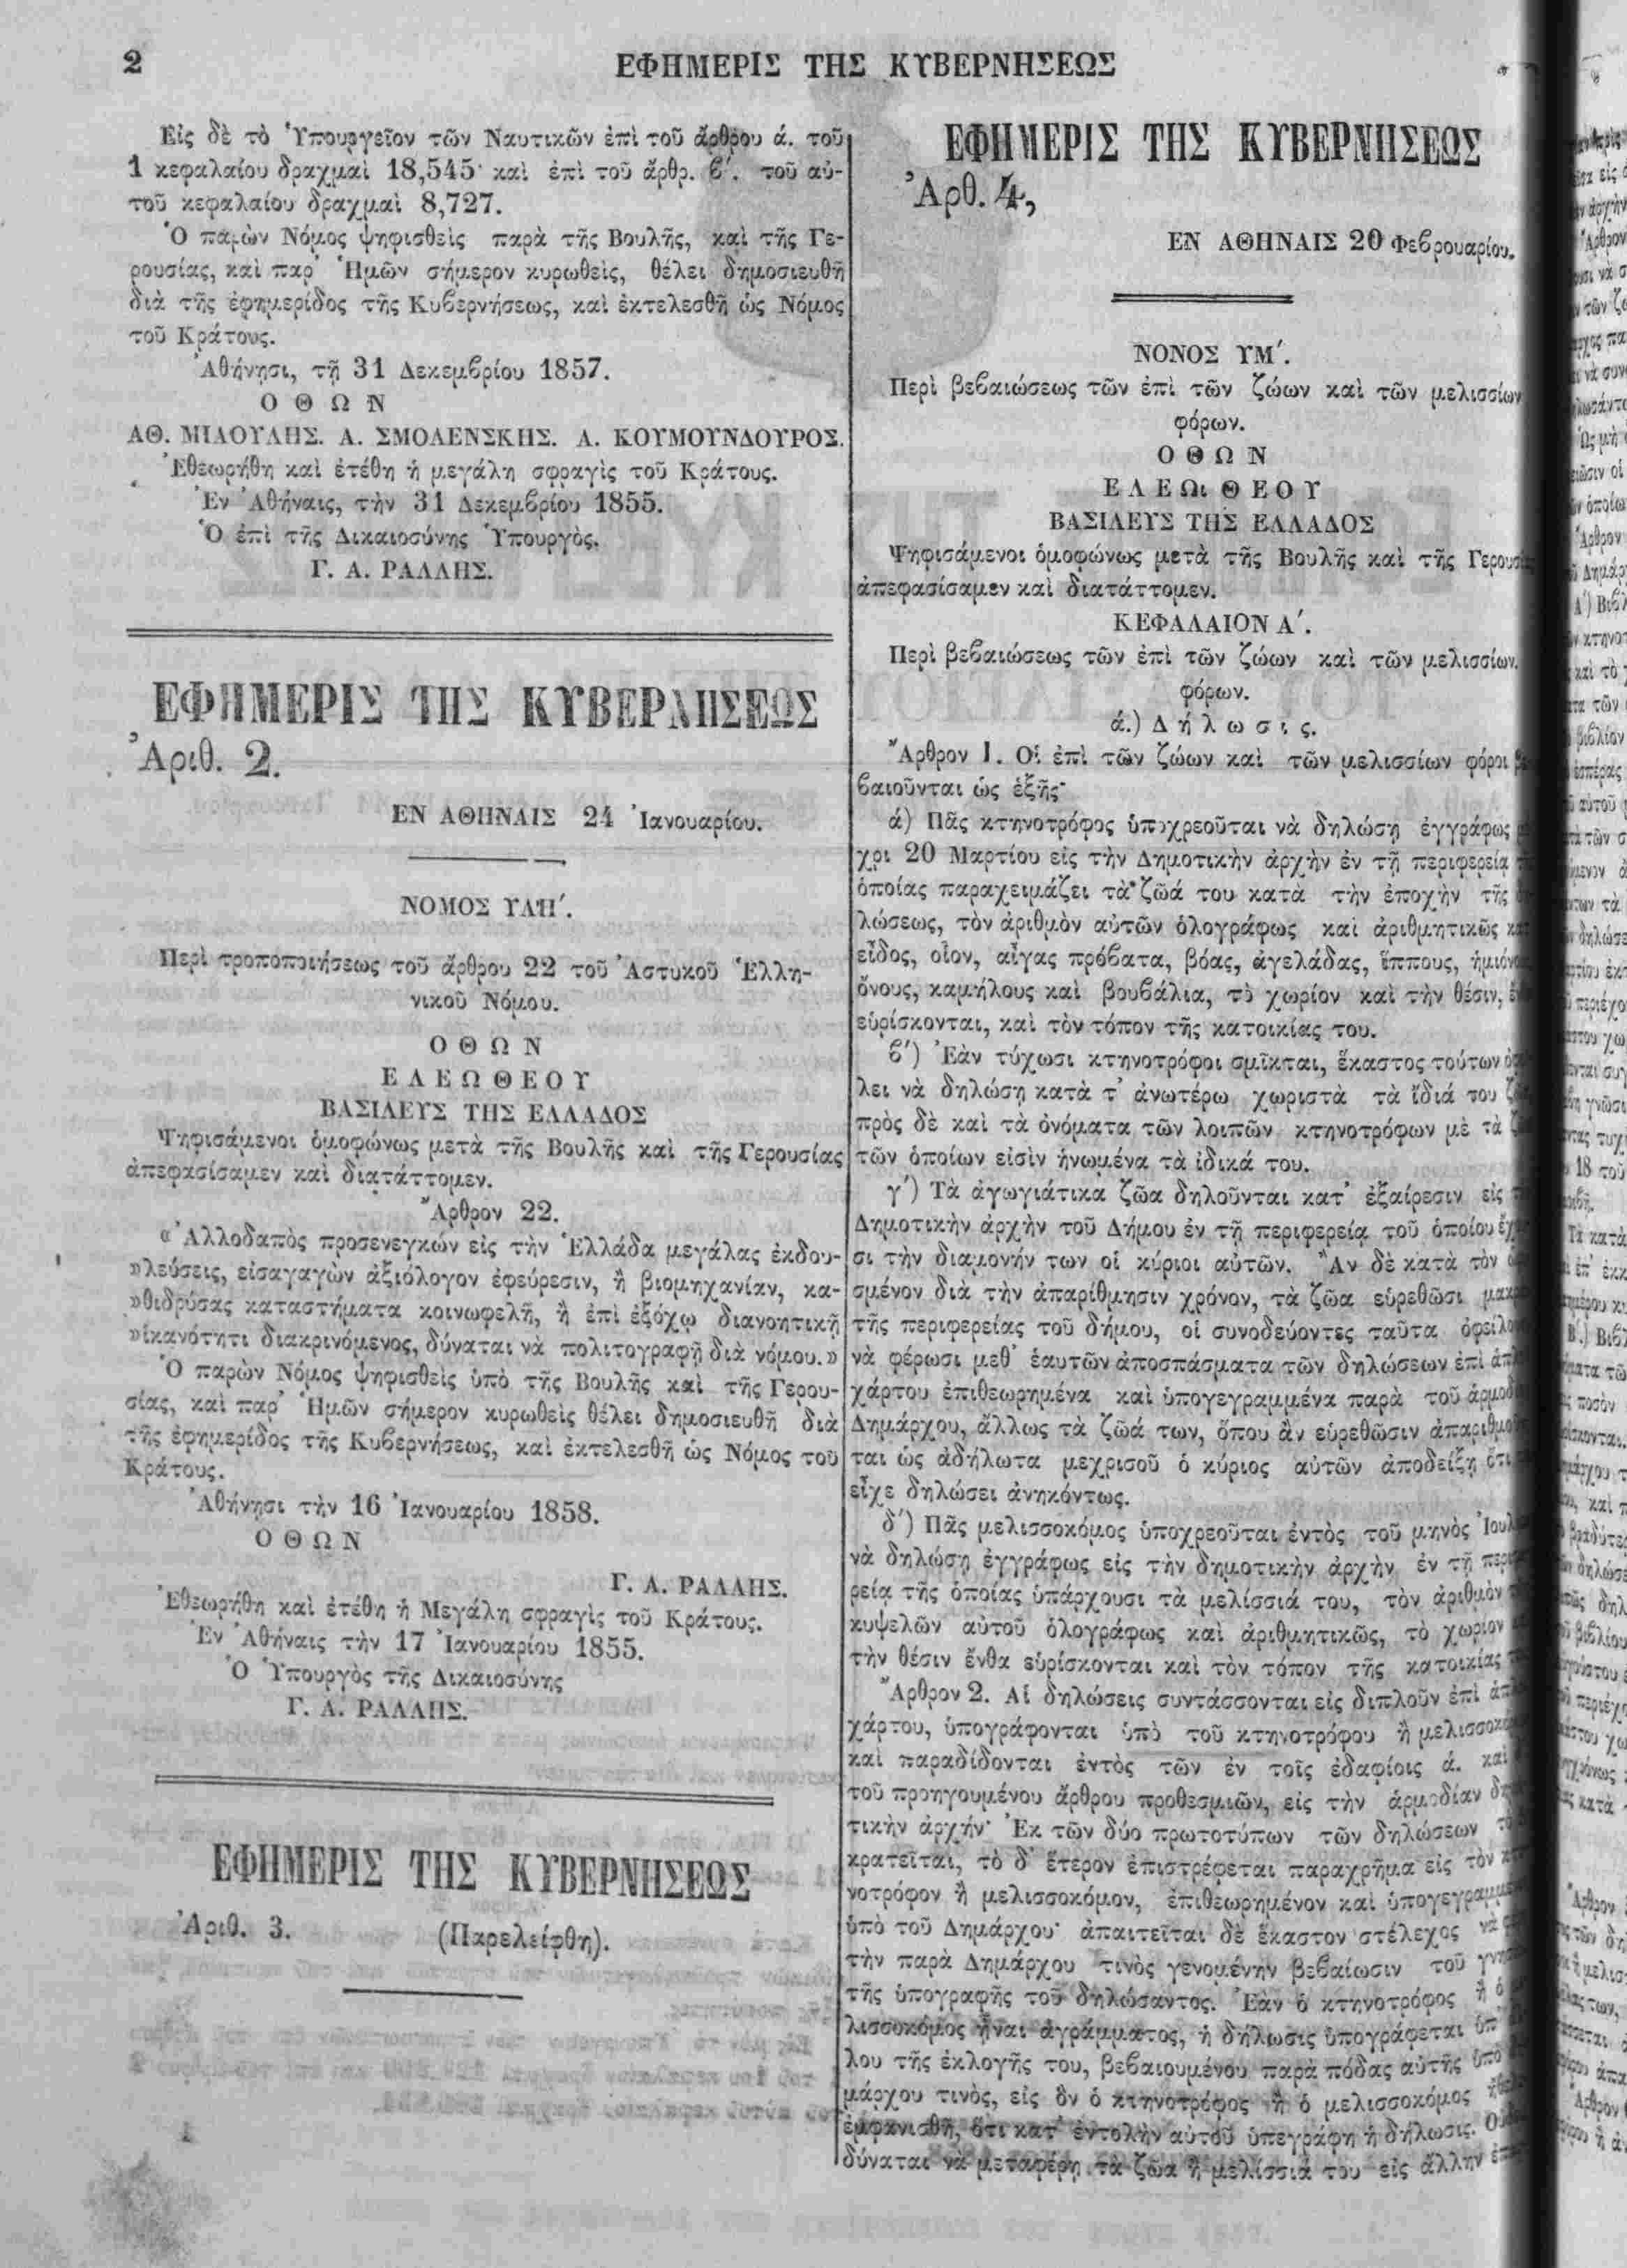 2
ΕΦΗΜΕΡΙΣ ΤΗΣ ΚΥΒΕΡΝΗΣΕΩΣ
Εἰς δὲ τὸ Ὑπουργεῖον τῶν Ναυτικῶν ἐπὶ τοῦ ἄρθρου ά. τοῦ
1 κεφαλαίου δραχμαὶ 18,545· καὶ ἐπὶ τοῦ ἄρθρ. β′. τοῦ αὐ-
τοῦ κεφαλαίου δραχμαὶ 8,727.
Ὁ παρὼν Νόμος ψηφισθεὶς παρὰ τῆς Βουλῆς, καὶ τῆς Γε-
ρουσίας, καὶ παρ' Ἡμῶν σήμερον κυρωθεὶς, θέλει δημοσιευθῆ
διὰ τῆς ἐφημερίδος τῆς Κυβερνήσεως, καὶ ἐκτελεσθῆ ὡς Νόμος
τοῦ Κράτους.
Ἀθήνῃσι, τῇ 31 Δεκεμβρίου 1857.
Ο Θ Ω Ν
ΑΘ. ΜΙΑΟΥΛΗΣ. Λ. ΣΜΟΛΕΝΣΚΗΣ. Α. ΚΟΥΜΟΥΝΔΟΥΡΟΣ.
Ἐθεωρήθη καὶ ἐτέθη ἡ μεγάλη σφραγὶς τοῦ Κράτους.
Ἐν Ἀθήναις, τὴν 31 Δεκεμβρίου 1855.
Ὁ ἐπὶ τῆς Δικαιοσύνης Ὑπουργὸς.
Γ. Α. ΡΑΛΛΗΣ.
ΕΦΗΜΕΡΙΣ ΤΗΣ ΚΥΒΕΡΛΗΣΕΩΣ
Ἀριθ. 2.
ΕΝ ΑΘΗΝΑΙΣ 24 Ἰανουαρίου.
ΝΟΜΟΣ ΥΛΗ′.
Περὶ τροποποιήσεως τοῦ ἄρθρου 22 τοῦ Ἀστυκοῦ Ἑλλη-
νικοῦ Νόμου.
Ο Θ Ω Ν
Ε Λ Ε Ω Θ Ε Ο Υ
ΒΑΣΙΛΕΥΣ ΤΗΣ ΕΛΛΑΔΟΣ
Ψηφισάμενοι ὁμοφώνως μετὰ τῆς Βουλῆς καὶ τῆς Γερουσίας
ἀπεφασίσαμεν καὶ διατάττομεν.
Ἄρθρον 22.
«Ἀλλοδαπὸς προσενεγκὼν εἰς τὴν Ἑλλάδα μεγάλας ἐκδου-
»λεύσεις, εἰσαγαγὼν ἀξιόλογον ἐφεύρεσιν, ἢ βιομηχανίαν, κα-
»θιδρύσας καταστήματα κοινωφελῆ, ἢ ἐπὶ ἐξόχῳ διανοητικῇ
»ἱκανότητι διακρινόμενος, δύναται νὰ πολιτογραφῇ διὰ νόμου.»
Ὁ παρὼν Νόμος ψηφισθεὶς ὑπὸ τῆς Βουλῆς καὶ τῆς Γερου-
σίας, καὶ παρ' Ἡμῶν σήμερον κυρωθεὶς θέλει δημοσιευθῆ διὰ
τῆς ἐφημερίδος τῆς Κυβερνήσεως, καὶ ἐκτελεσθῆ ὡς Νόμος τοῦ
Κράτους.
Ἀθήνῃσι τὴν 16 Ἰανουαρίου 1858.
Ο Θ Ω Ν
Γ. Α. ΡΑΛΛΗΣ.
Ἐθεωρήθη καὶ ἐτέθη ἡ Μεγάλη σφραγὶς τοῦ Κράτους.
Ἐν Ἀθήναις τὴν 17 Ἰανουαρίου 1855.
Ὁ Ὑπουργὸς τῆς Δικαιοσύνης
Γ. Α. ΡΑΛΛΗΣ.
ΕΦΗΜΕΡΙΣ ΤΗΣ ΚΥΒΕΡΝΗΣΕΩΣ
Ἀριθ. 3. (Παρελείφθη).
ΕΦΗΜΕΡΙΣ ΤΗΣ ΚΥΒΕΡΝΗΣΕΩΣ
Ἀρθ. 4,
ΕΝ ΑΘΗΝΑΙΣ 20 Φεβρουαρίου.
ΝΟΝΟΣ ΥΜ′.
Περὶ βεβαιώσεως τῶν ἐπὶ τῶν ζώων καὶ τῶν μελισσίων
φόρων.
Ο Θ Ω Ν
Ε Λ Ε Ωι Θ Ε Ο Υ
ΒΑΣΙΛΕΥΣ ΤΗΣ ΕΛΛΑΔΟΣ
Ψηφισάμενοι ὁμοφώνως μετὰ τῆς Βουλῆς καὶ τῆς
ἀπεφασίσαμεν καὶ διατάττομεν.
ΚΕΦΑΛΑΙΟΝ Α′.
Περὶ βεβαιώσεως τῶν ἐπὶ τῶν ζώων καὶ τῶν μελισσίων.
φόρων.
ά.) Δ ή λ ω σ ι ς.
Ἄρθρον 1. Οἱ ἐπὶ τῶν ζώων καὶ τῶν μελισσίων φόροι
βαιοῦνται ὡς ἑξῆς·
ά) Πᾶς κτηνοτρόφος ὑποχρεοῦται νὰ δηλώσῃ ἐγγράφως
χρι 20 Μαρτίου εἰς τὴν Δημοτικὴν ἀρχὴν ἐν τῇ περιφερείᾳ
ὁποίας παραχειμάζει τὰ ζῶά του κατὰ τὴν ἐποχὴν τῆς
λώσεως, τὸν ἀριθμὸν αὐτῶν ὁλογράφως καὶ ἀριθμητικῶς
εἶδος, οἷον, αἶγας πρόβατα, βόας, ἀγελάδας, ἵππους,
ὄνους, καμήλους καὶ βουβάλια, τὸ χωρίον καὶ τὴν θέσιν,
εὑρίσκονται, καὶ τὸν τόπον τῆς κατοικίας του.
β′) Ἐὰν τύχωσι κτηνοτρόφοι σμῖκται, ἕκαστος τούτων
λει νὰ δηλώσῃ κατὰ τ' ἀνωτέρω χωριστὰ τὰ ἴδιά του
πρὸς δὲ καὶ τὰ ὀνόματα τῶν λοιπῶν κτηνοτρόφων μὲ τὰ
τῶν ὁποίων εἰσὶν ἡνωμένα τὰ ἰδικά του.
γ′) Τὰ ἀγωγιάτικα ζῶα δηλοῦνται κατ' ἐξαίρεσιν εἰς
Δημοτικὴν ἀρχὴν τοῦ Δήμου ἐν τῇ περιφερείᾳ τοῦ ὁποίου
σι τὴν διαμονήν των οἱ κύριοι αὐτῶν. Ἂν δὲ κατὰ τὸν
σμένον διὰ τὴν ἀπαρίθμησιν χρόνον, τὰ ζῶα εὑρεθῶσι
τῆς περιφερείας τοῦ δήμου, οἱ συνοδεύοντες ταῦτα
νὰ φέρωσι μεθ' ἑαυτῶν ἀποσπάσματα τῶν δηλώσεων ἐπὶ
χάρτου ἐπιθεωρημένα καὶ ὑπογεγραμμένα παρὰ τοῦ
Δημάρχου, ἄλλως τὰ ζῶά των, ὅπου ἂν εὑρεθῶσιν
ται ὡς ἀδήλωτα μεχρισοῦ ὁ κύριος αὐτῶν ἀποδείξῃ ὅτι
εἶχε δηλώσει ἀνηκόντως.
δ′) Πᾶς μελισσοκόμος ὑποχρεοῦται ἐντὸς τοῦ μηνὸς
νὰ δηλώσῃ ἐγγράφως εἰς τὴν δημοτικὴν ἀρχὴν, ἐν τῇ
ρείᾳ τῆς ὁποίας ὑπάρχουσι τὰ μελίσσιά του, τὸν ἀριθμὸν
κυψελῶν αὐτοῦ ὁλογράφως καὶ ἀριθμητικῶς, τὸ χωρίον
τὴν θέσιν ἔνθα εὑρίσκονται καὶ τὸν τόπον τῆς κατοικίας
Ἄρθρον 2. Αἱ δηλώσεις συντάσσονται εἰς διπλοῦν ἐπὶ
χάρτου, ὑπογράφονται ὑπὸ τοῦ κτηνοτρόφου ἢ
καὶ παραδίδονται ἐντὸς τῶν ἐν τοῖς ἐδαφίοις ά. καὶ
τοῦ προηγουμένου ἄρθρου προθεσμιῶν, εἰς τὴν ἁρμοδίαν
τικὴν ἀρχήν· Ἐκ τῶν δύο πρωτοτύπων τῶν δηλώσεων
κρατεῖται, τὸ δ' ἕτερον ἐπιστρέφεται παραχρῆμα εἰς τὸν
νοτρόφον ἢ μελισσοκόμον, ἐπιθεωρημένον καὶ
ὑπὸ τοῦ Δημάρχου· ἀπαιτεῖται δὲ ἕκαστον στέλεχος νὰ
τὴν παρὰ Δημάρχου τινὸς γενομένην βεβαίωσιν τοῦ
τῆς ὑπογραφῆς τοῦ δηλώσαντος. Ἐὰν ὁ κτηνοτρόφος ἢ ὁ
λισσοκόμος ἦναι ἀγράμματος, ἡ δήλωσις ὑπογράφεται
λου τῆς ἐκλογῆς του, βεβαιουμένου παρὰ πόδας αὐτῆς ὑπὸ
μάρχου τινὸς, εἰς ὃν ὁ κτηνοτρόφος ἢ ὁ μελισσοκόμος
ἐμφανισθῆ, ὅτι κατ' ἐντολὴν αὐτοῦ ὑπεγράφη ἡ δήλωσις.
δύναται νὰ μεταφέρῃ τὰ ζῶα ἢ μελίσσιά του εἰς ἄλλην